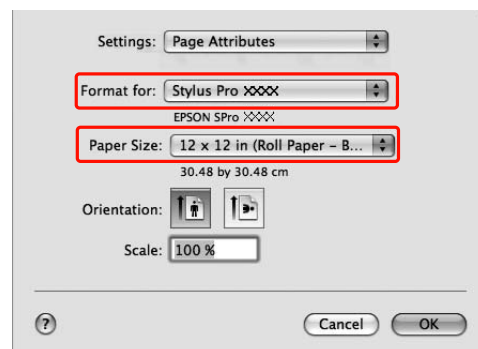 Settings: Page Attributes
Format for: Stylus Pro XXXX
EPSON SPro XXXX
Paper Size: 12 x 12 in (Roll Paper – B...
30.48 by 30.48 cm
Orientation:
Scale: 100 %
? Cancel OK